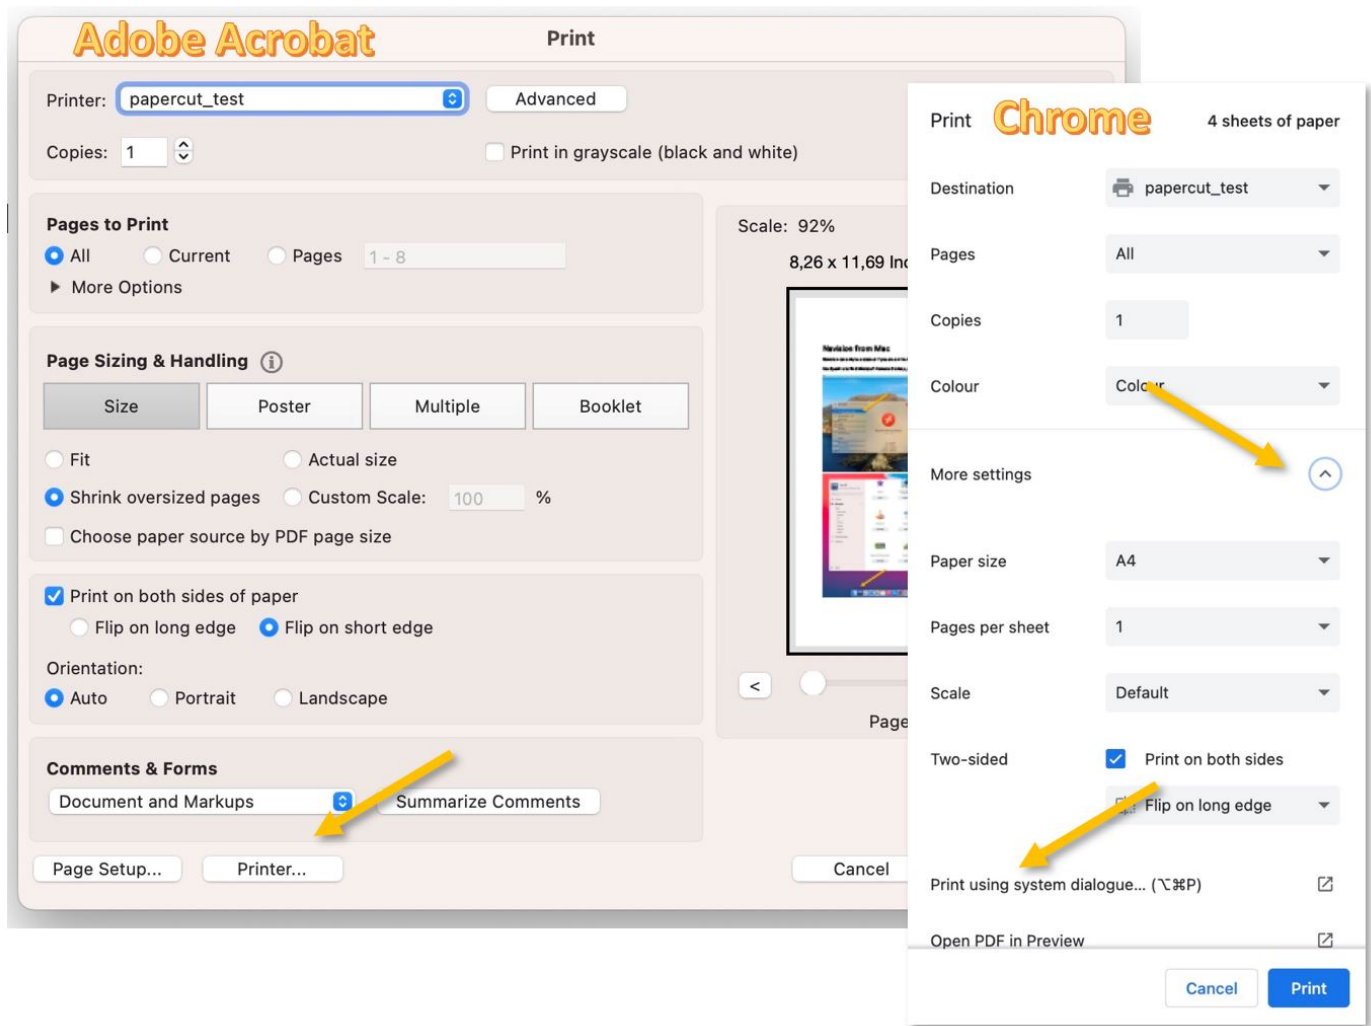 Adobe Acrobat
Print
Printer: papercut_test
Advanced
Copies: 1
Print in grayscale (black and white)
Pages to Print
All Current Pages 1 - 8
More Options
Page Sizing & Handling
Size Poster Multiple Booklet
Fit Actual size
Shrink oversized pages Custom Scale: 100 %
Choose paper source by PDF page size
Print on both sides of paper
Flip on long edge Flip on short edge
Orientation:
Auto Portrait Landscape
Comments & Forms
Document and Markups Summarize Comments
Page Setup... Printer...
Scale: 92%
8,26 x 11,69 Inc
Navision from Mac
<
Page
Cancel
Print Chrome 4 sheets of paper
Destination papercut_test
Pages All
Copies 1
Colour Colour
More settings
Paper size A4
Pages per sheet 1
Scale Default
Two-sided Print on both sides
Flip on long edge
Print using system dialogue... (⌥⌘P)
Open PDF in Preview
Cancel Print